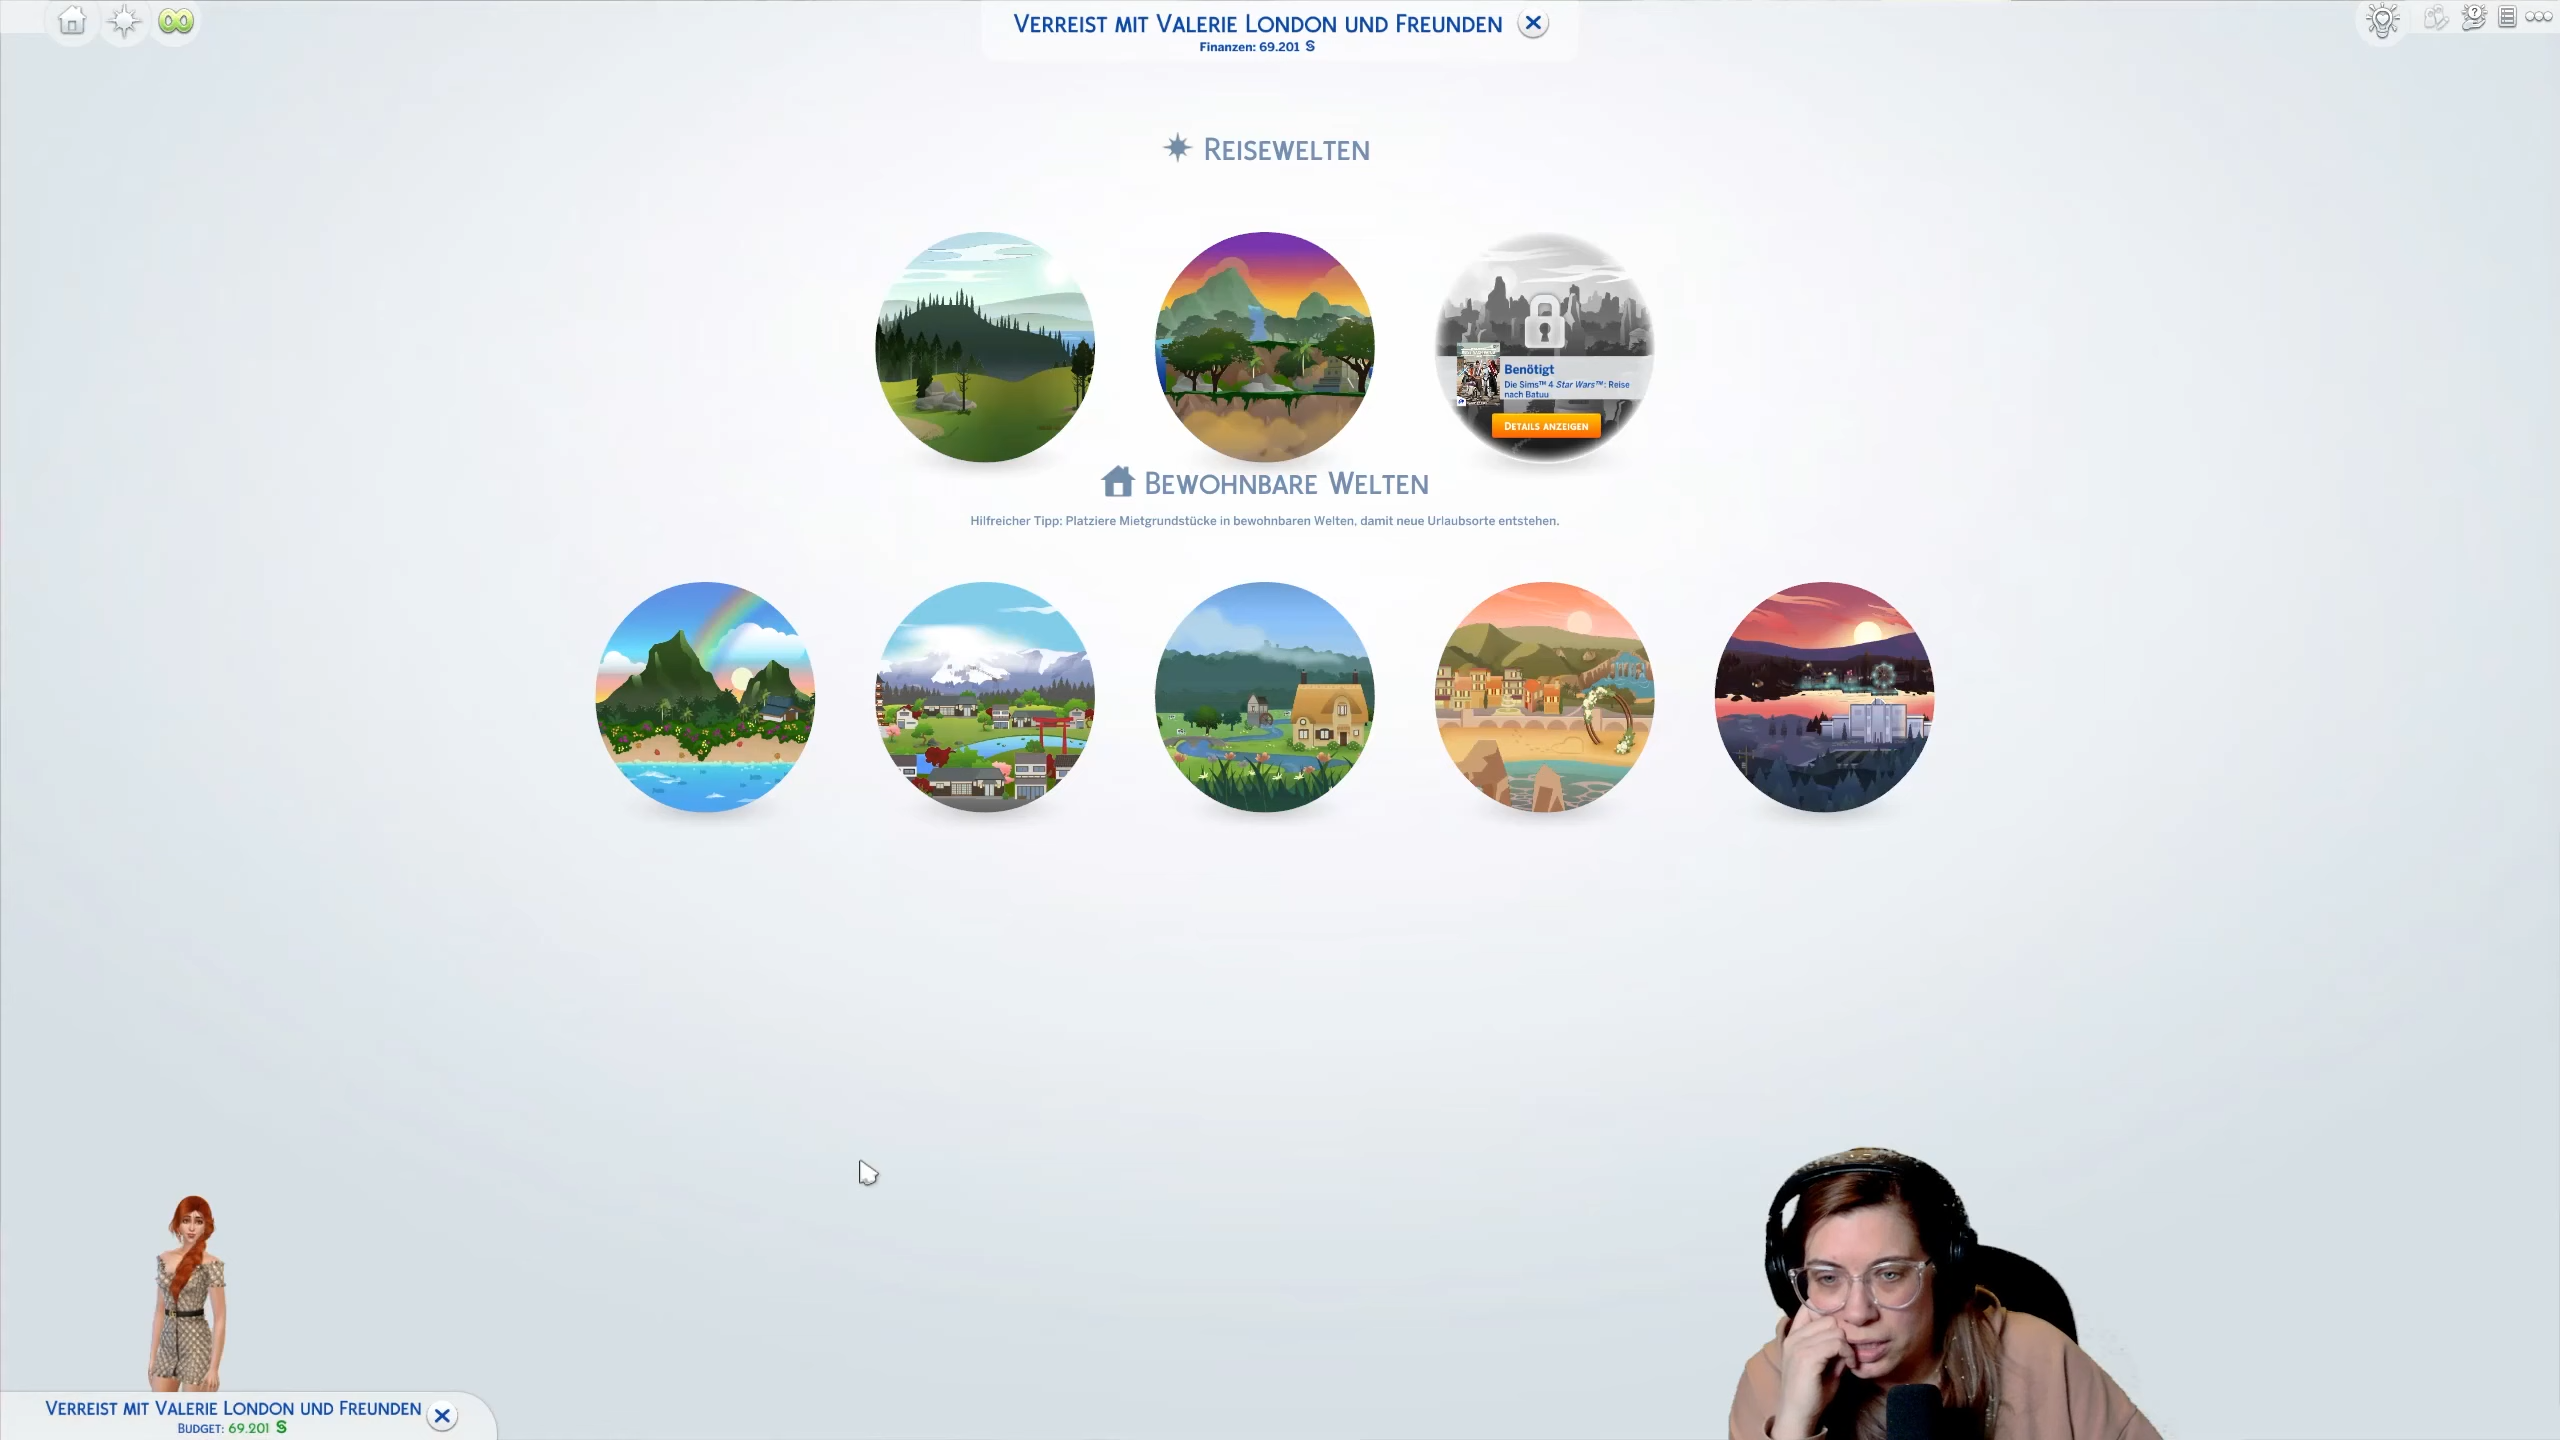 Verreist mit Valerie London und Freunden
Finanzen: 69.201 §
Reisewelten
Benötigt
Die Sims™ 4 Star Wars™: Reise
nach Batuu
Details anzeigen
Bewohnbare Welten
Hilfreicher Tipp: Platziere Mietgrundstücke in bewohnbaren Welten, damit neue Urlaubsorte entstehen.
Verreist mit Valerie London und Freunden
Budget: 69.201 §